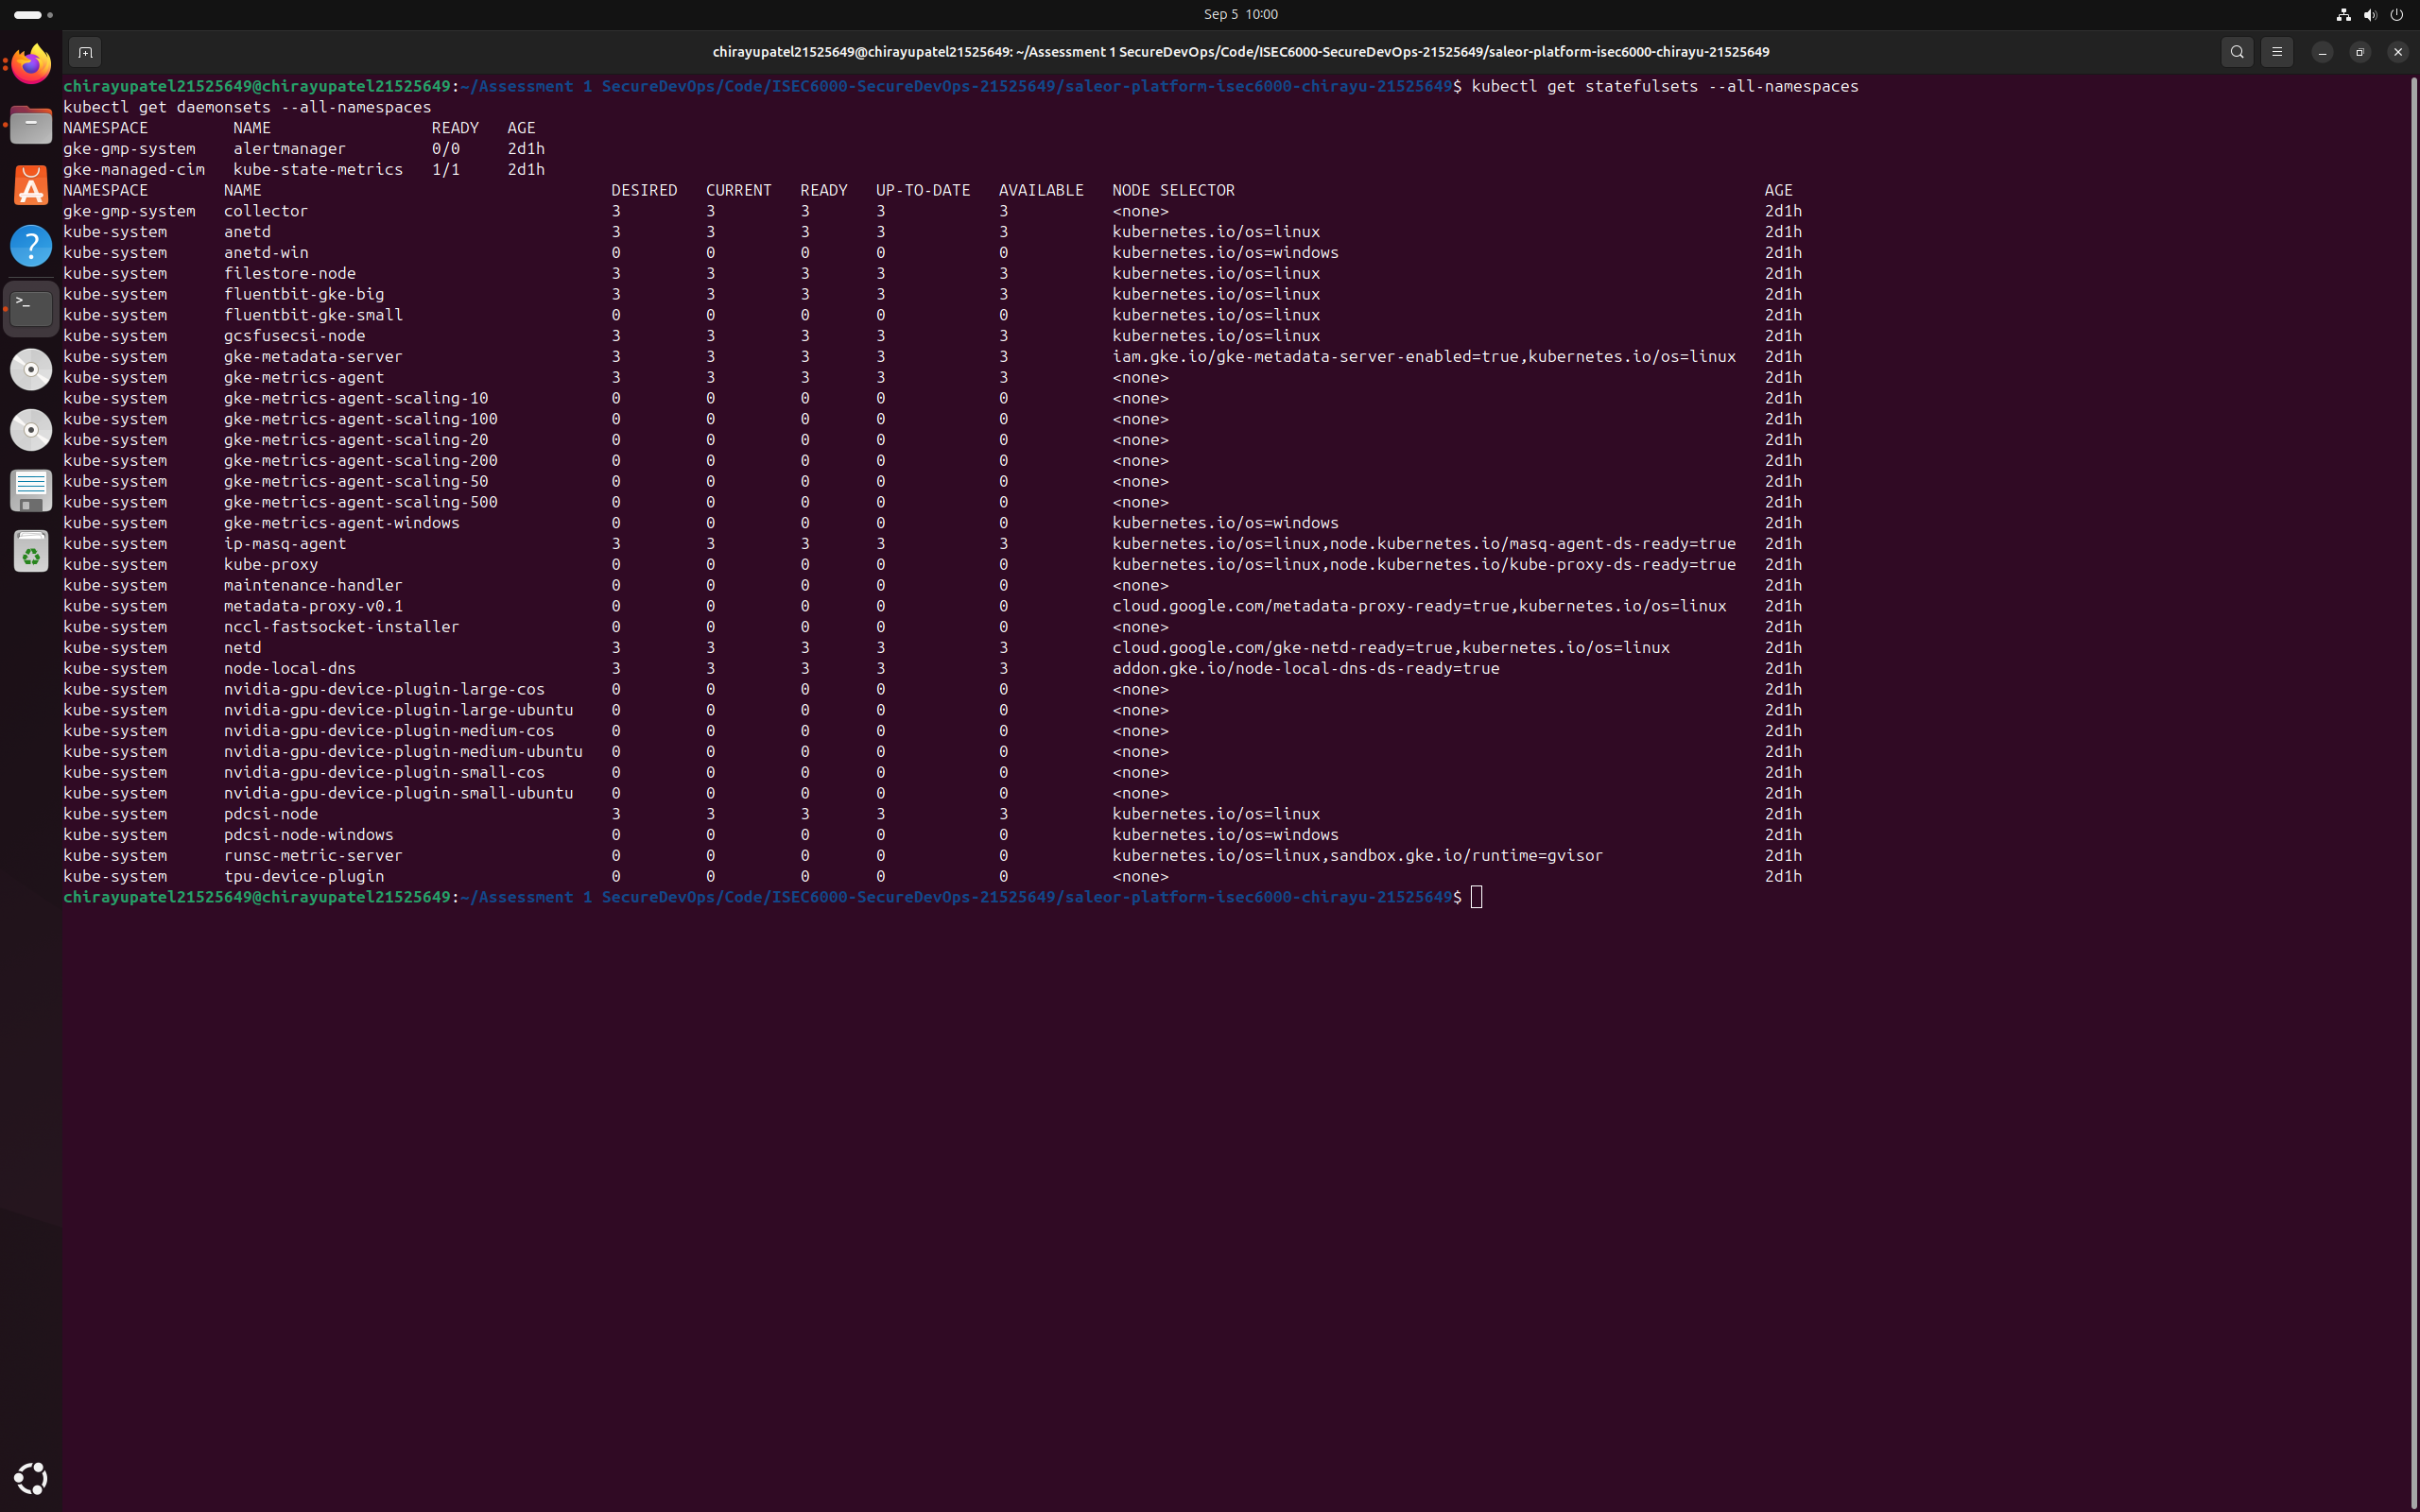 Sep 5 10:00
chirayupatel21525649@chirayupatel21525649: ~/Assessment 1 SecureDevOps/Code/ISEC6000-SecureDevOps-21525649/saleor-platform-isec6000-chirayu-21525649
chirayupatel21525649@chirayupatel21525649:~/Assessment 1 SecureDevOps/Code/ISEC6000-SecureDevOps-21525649/saleor-platform-isec6000-chirayu-21525649$ kubectl get statefulsets --all-namespaces
kubectl get daemonsets --all-namespaces
NAMESPACE NAME READY AGE
gke-gmp-system alertmanager 0/0 2d1h
gke-managed-cim kube-state-metrics 1/1 2d1h
NAMESPACE NAME DESIRED CURRENT READY UP-TO-DATE AVAILABLE NODE SELECTOR AGE
gke-gmp-system collector 3 3 3 3 3 <none> 2d1h
kube-system anetd 3 3 3 3 3 kubernetes.io/os=linux 2d1h
kube-system anetd-win 0 0 0 0 0 kubernetes.io/os=windows 2d1h
kube-system filestore-node 3 3 3 3 3 kubernetes.io/os=linux 2d1h
kube-system fluentbit-gke-big 3 3 3 3 3 kubernetes.io/os=linux 2d1h
kube-system fluentbit-gke-small 0 0 0 0 0 kubernetes.io/os=linux 2d1h
kube-system gcsfusecsi-node 3 3 3 3 3 kubernetes.io/os=linux 2d1h
kube-system gke-metadata-server 3 3 3 3 3 iam.gke.io/gke-metadata-server-enabled=true,kubernetes.io/os=linux 2d1h
kube-system gke-metrics-agent 3 3 3 3 3 <none> 2d1h
kube-system gke-metrics-agent-scaling-10 0 0 0 0 0 <none> 2d1h
kube-system gke-metrics-agent-scaling-100 0 0 0 0 0 <none> 2d1h
kube-system gke-metrics-agent-scaling-20 0 0 0 0 0 <none> 2d1h
kube-system gke-metrics-agent-scaling-200 0 0 0 0 0 <none> 2d1h
kube-system gke-metrics-agent-scaling-50 0 0 0 0 0 <none> 2d1h
kube-system gke-metrics-agent-scaling-500 0 0 0 0 0 <none> 2d1h
kube-system gke-metrics-agent-windows 0 0 0 0 0 kubernetes.io/os=windows 2d1h
kube-system ip-masq-agent 3 3 3 3 3 kubernetes.io/os=linux,node.kubernetes.io/masq-agent-ds-ready=true 2d1h
kube-system kube-proxy 0 0 0 0 0 kubernetes.io/os=linux,node.kubernetes.io/kube-proxy-ds-ready=true 2d1h
kube-system maintenance-handler 0 0 0 0 0 <none> 2d1h
kube-system metadata-proxy-v0.1 0 0 0 0 0 cloud.google.com/metadata-proxy-ready=true,kubernetes.io/os=linux 2d1h
kube-system nccl-fastsocket-installer 0 0 0 0 0 <none> 2d1h
kube-system netd 3 3 3 3 3 cloud.google.com/gke-netd-ready=true,kubernetes.io/os=linux 2d1h
kube-system node-local-dns 3 3 3 3 3 addon.gke.io/node-local-dns-ds-ready=true 2d1h
kube-system nvidia-gpu-device-plugin-large-cos 0 0 0 0 0 <none> 2d1h
kube-system nvidia-gpu-device-plugin-large-ubuntu 0 0 0 0 0 <none> 2d1h
kube-system nvidia-gpu-device-plugin-medium-cos 0 0 0 0 0 <none> 2d1h
kube-system nvidia-gpu-device-plugin-medium-ubuntu 0 0 0 0 0 <none> 2d1h
kube-system nvidia-gpu-device-plugin-small-cos 0 0 0 0 0 <none> 2d1h
kube-system nvidia-gpu-device-plugin-small-ubuntu 0 0 0 0 0 <none> 2d1h
kube-system pdcsi-node 3 3 3 3 3 kubernetes.io/os=linux 2d1h
kube-system pdcsi-node-windows 0 0 0 0 0 kubernetes.io/os=windows 2d1h
kube-system runsc-metric-server 0 0 0 0 0 kubernetes.io/os=linux,sandbox.gke.io/runtime=gvisor 2d1h
kube-system tpu-device-plugin 0 0 0 0 0 <none> 2d1h
chirayupatel21525649@chirayupatel21525649:~/Assessment 1 SecureDevOps/Code/ISEC6000-SecureDevOps-21525649/saleor-platform-isec6000-chirayu-21525649$